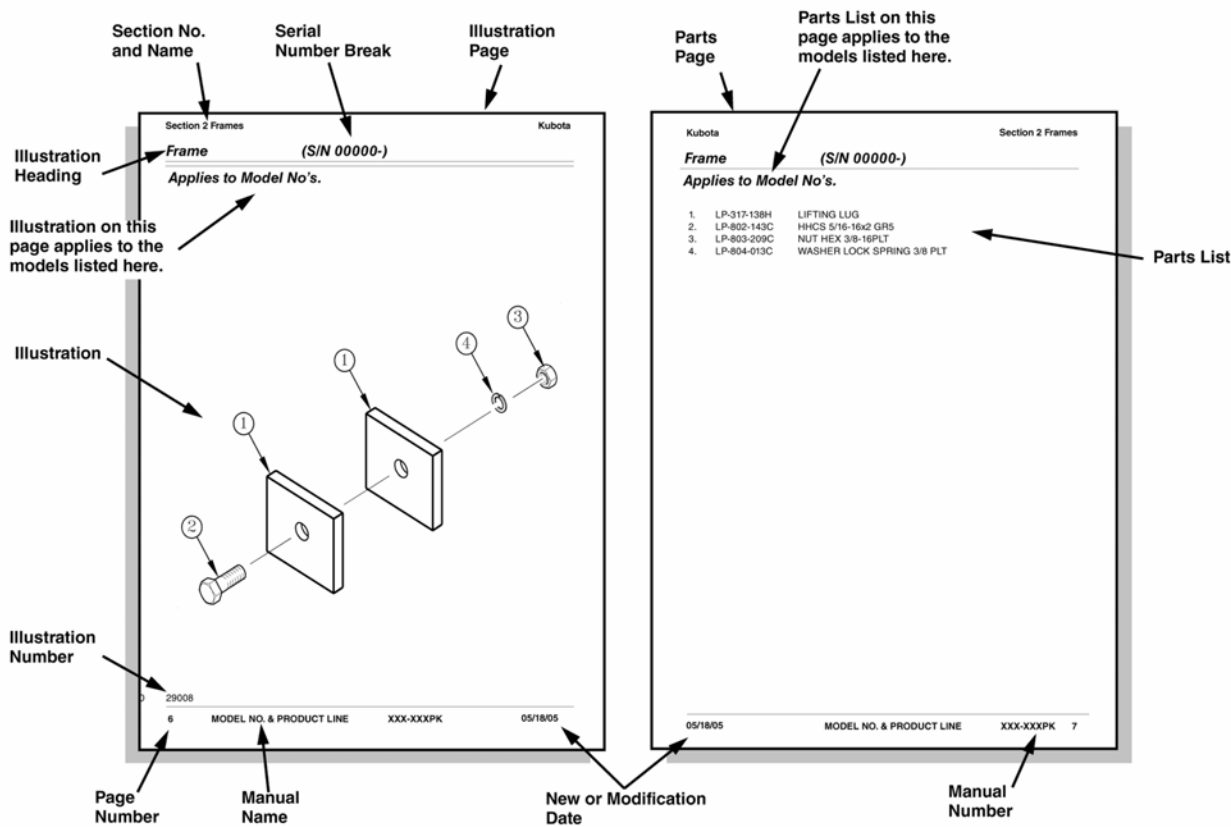 Section No.
and Name
Serial
Number Break
Illustration
Page
Parts
Page
Parts List on this
page applies to the
models listed here.
Illustration
Heading
Illustration on this
page applies to the
models listed here.
Illustration
Illustration
Number
Section 2 Frames Kubota
Frame (S/N 00000-)
Applies to Model No's.
1
1
2
3
4
29008
6 MODEL NO. & PRODUCT LINE XXX-XXXPK 05/18/05
Kubota Section 2 Frames
Frame (S/N 00000-)
Applies to Model No's.
1. LP-317-138H LIFTING LUG
2. LP-802-143C HHCS 5/16-16x2 GR5
3. LP-803-209C NUT HEX 3/8-16PLT
4. LP-804-013C WASHER LOCK SPRING 3/8 PLT
Parts List
05/18/05 MODEL NO. & PRODUCT LINE XXX-XXXPK 7
Page
Number
Manual
Name
New or Modification
Date
Manual
Number